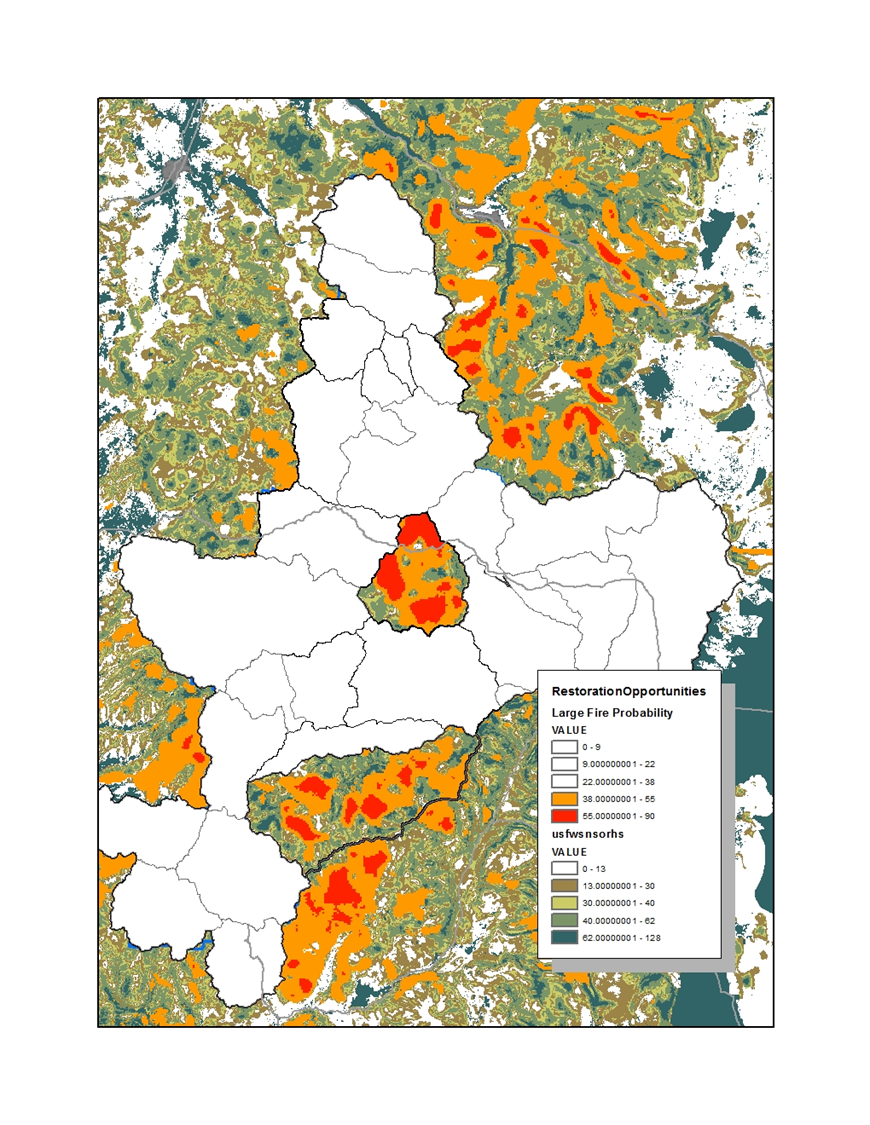 RestorationOpportunities
Large Fire Probability
VALUE
0 - 9
9.00000001 - 22
22.00000001 - 38
38.00000001 - 55
55.00000001 - 90
usfwsnsorhs
VALUE
0 - 13
13.00000001 - 30
30.00000001 - 40
40.00000001 - 62
62.00000001 - 128